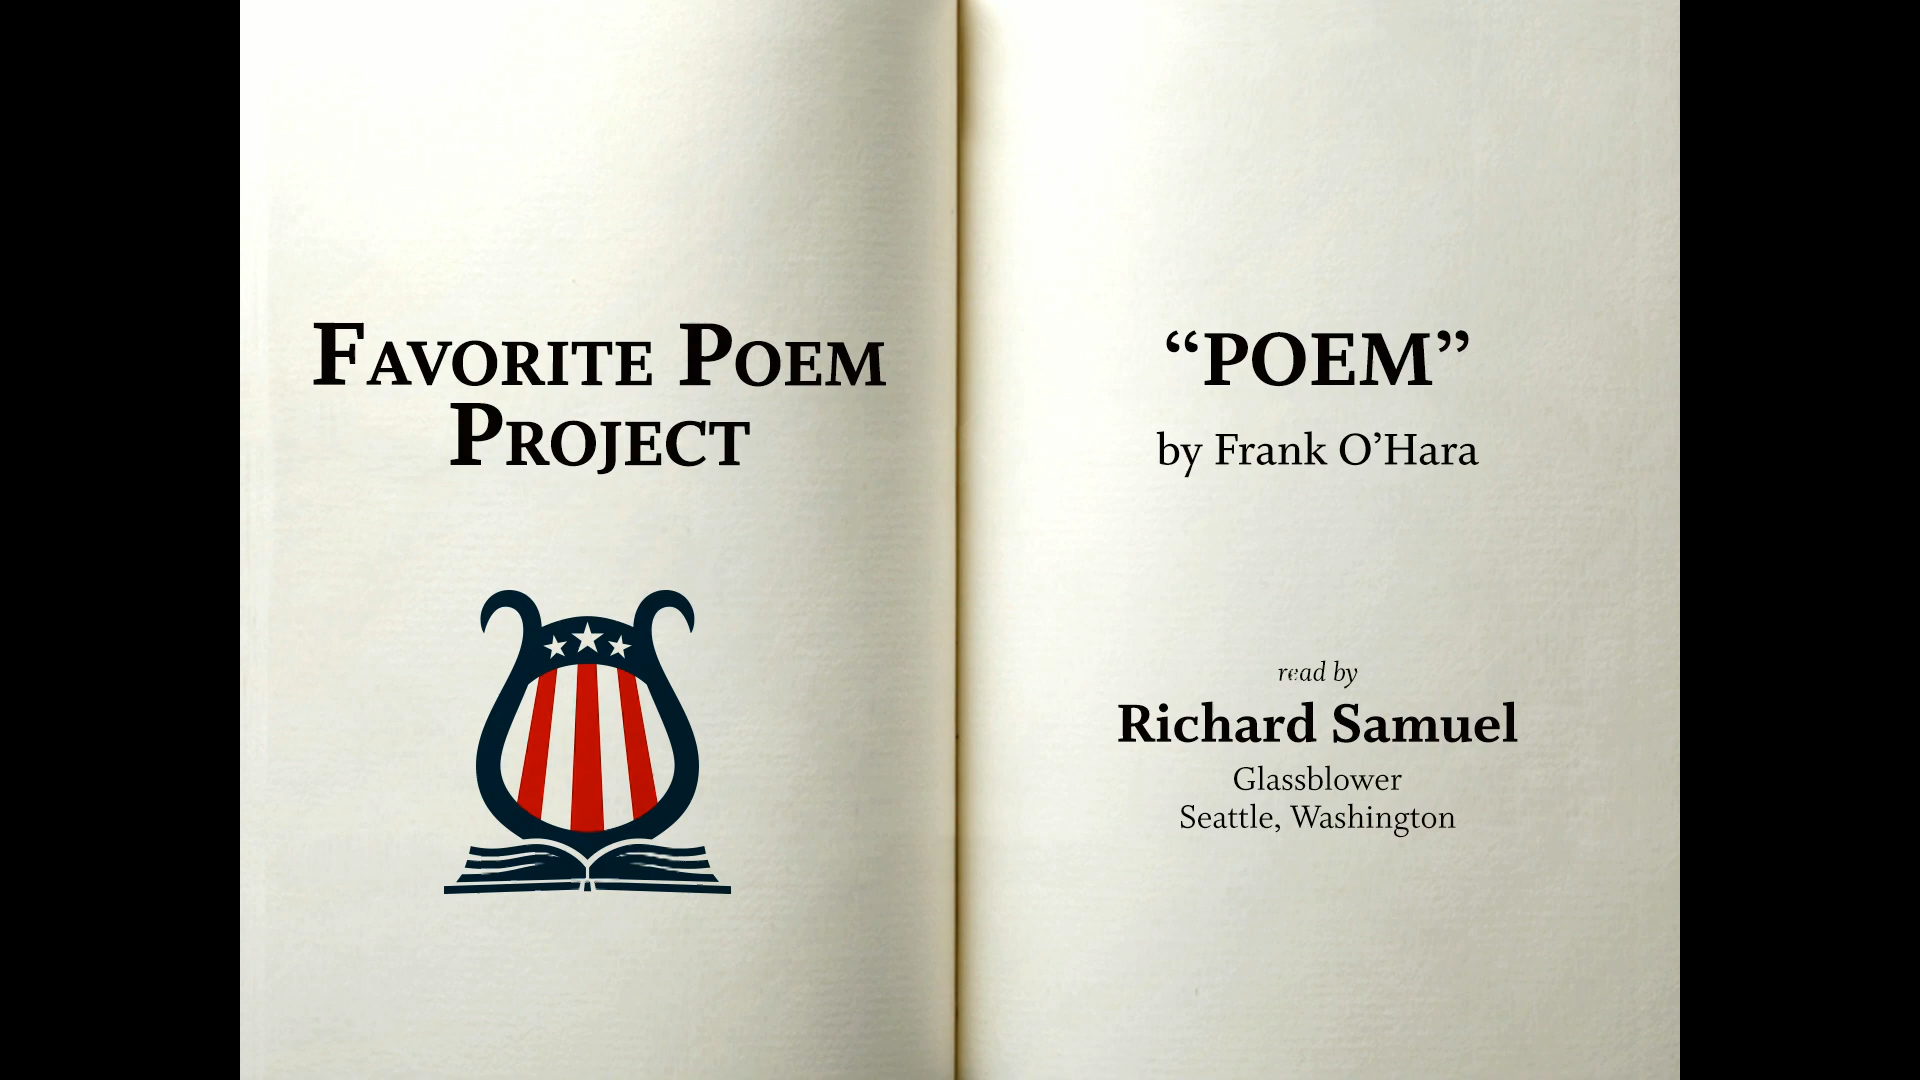 FAVORITE POEM
PROJECT
“POEM”
by Frank O’Hara
read by
Richard Samuel
Glassblower
Seattle, Washington